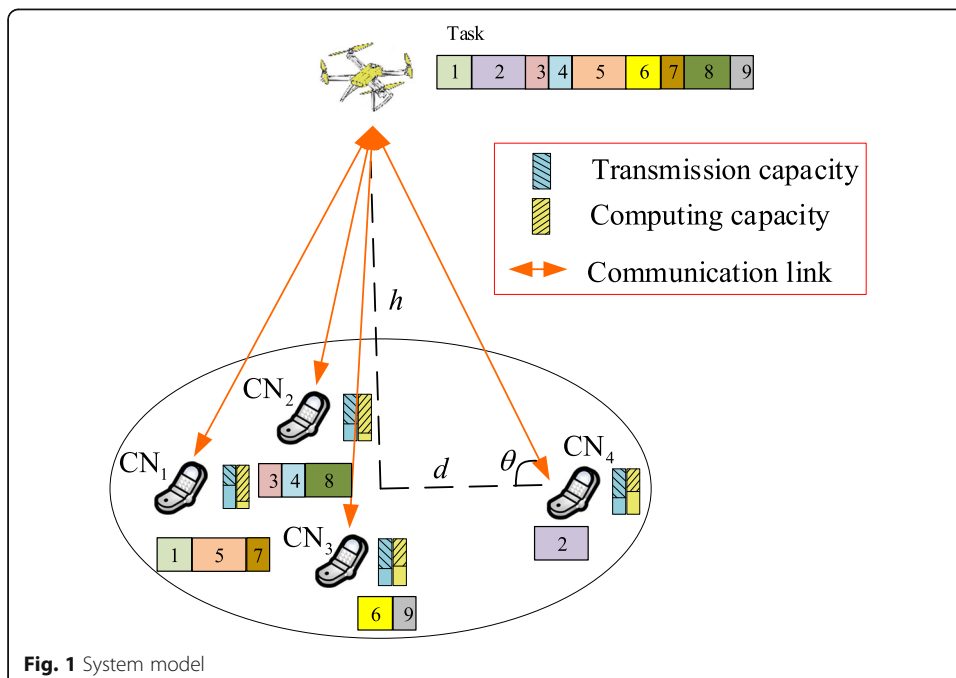 Task
1 2 3 4 5 6 7 8 9
Transmission capacity
Computing capacity
Communication link
h
CN2
CN1
3 4 8
d
θ
CN4
2
1 5 7
CN3
6 9
Fig. 1 System model